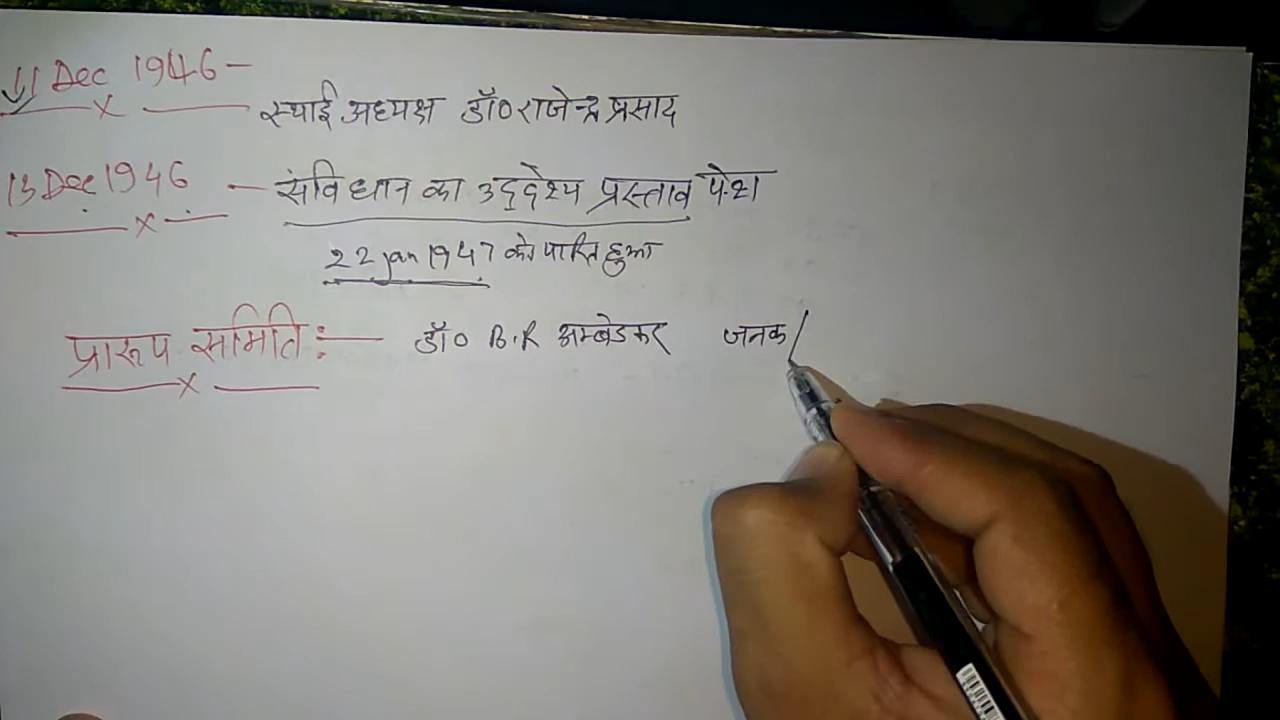 11 Dec 1946 -
स्थाई अध्यक्ष डॉ० राजेन्द्र प्रसाद
13 Dec 1946 - संविधान का उद्देश्य प्रस्ताव पेश
22 jan 1947 को पारित हुआ
प्रारूप समिति :- डॉ० B.R अम्बेडकर जनक/